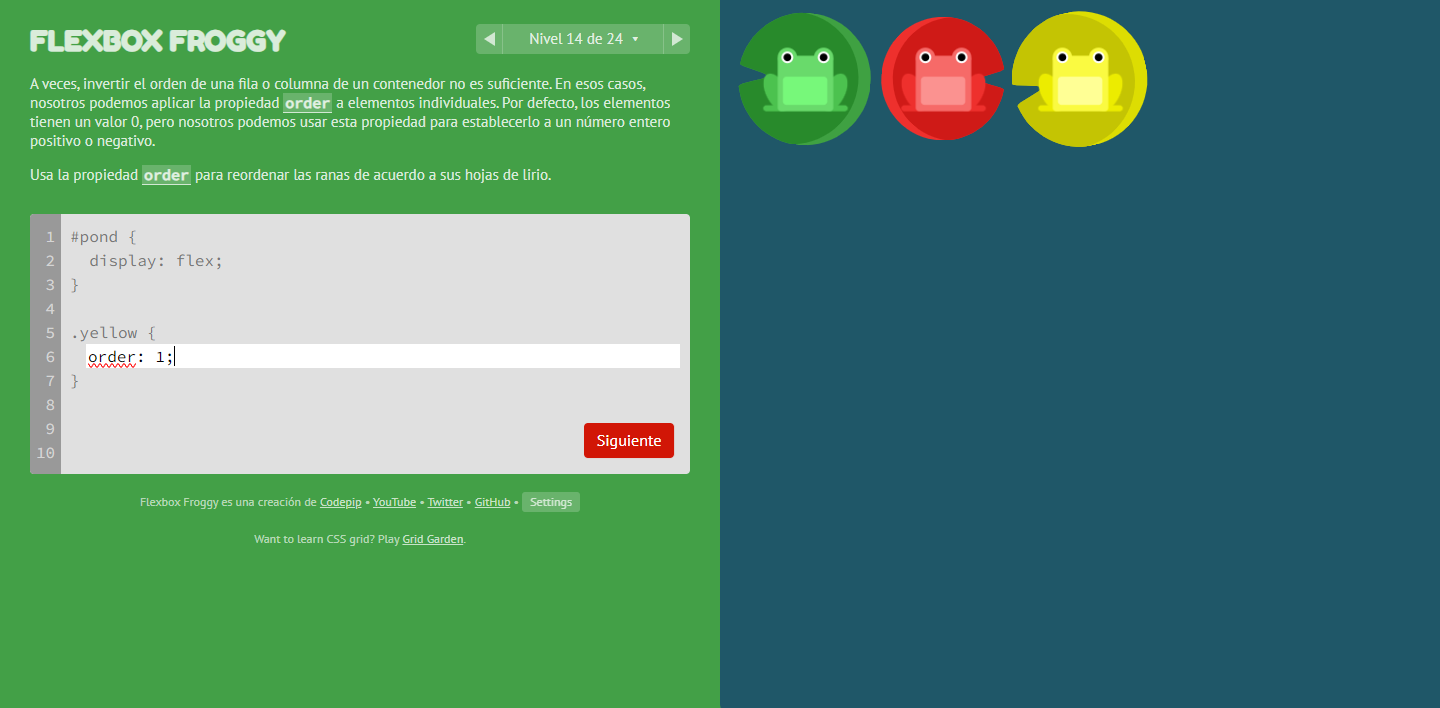 FLEXBOX FROGGY
Nivel 14 de 24
A veces, invertir el orden de una fila o columna de un contenedor no es suficiente. En esos casos,
nosotros podemos aplicar la propiedad order a elementos individuales. Por defecto, los elementos
tienen un valor 0, pero nosotros podemos usar esta propiedad para establecerlo a un número entero
positivo o negativo.
Usa la propiedad order para reordenar las ranas de acuerdo a sus hojas de lirio.
1 #pond {
2 display: flex;
3 }
4
5 .yellow {
6 order: 1;
7 }
8
9
10
Siguiente
Flexbox Froggy es una creación de Codepip • YouTube • Twitter • GitHub • Settings
Want to learn CSS grid? Play Grid Garden.